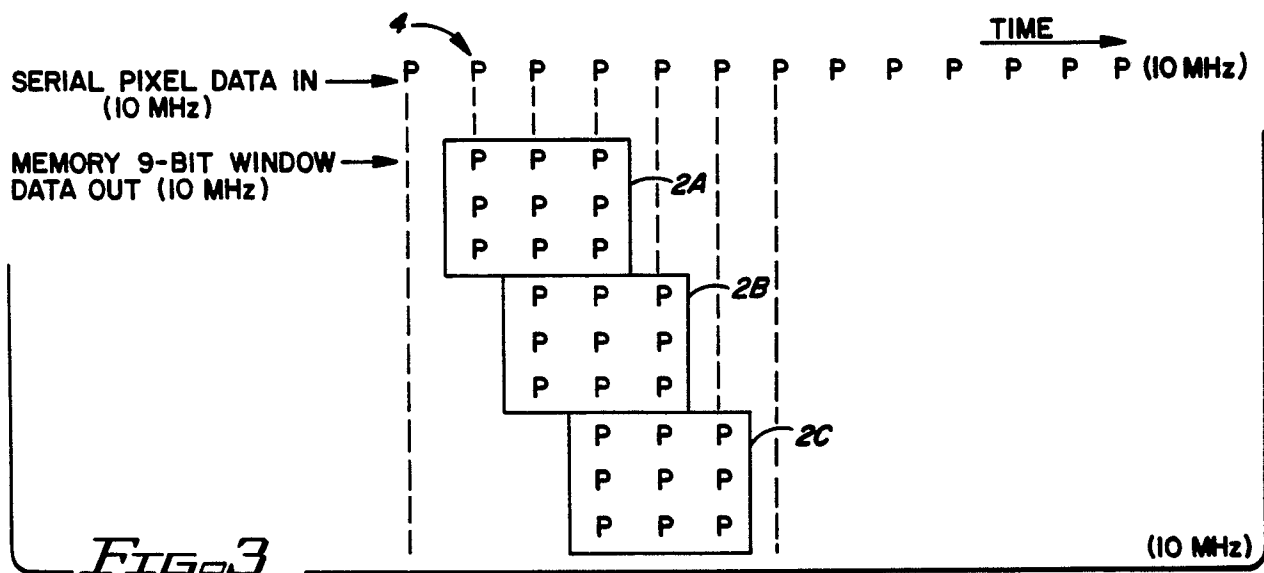 4
TIME
SERIAL PIXEL DATA IN P P P P P P P P P P P P P (10 MHz)
(10 MHz)
MEMORY 9-BIT WINDOW
DATA OUT (10 MHz)
P P P
2A
P P P
P P P
P P P
2B
P P P
P P P
P P P
2C
P P P
P P P
(10 MHz)
FIG. 3